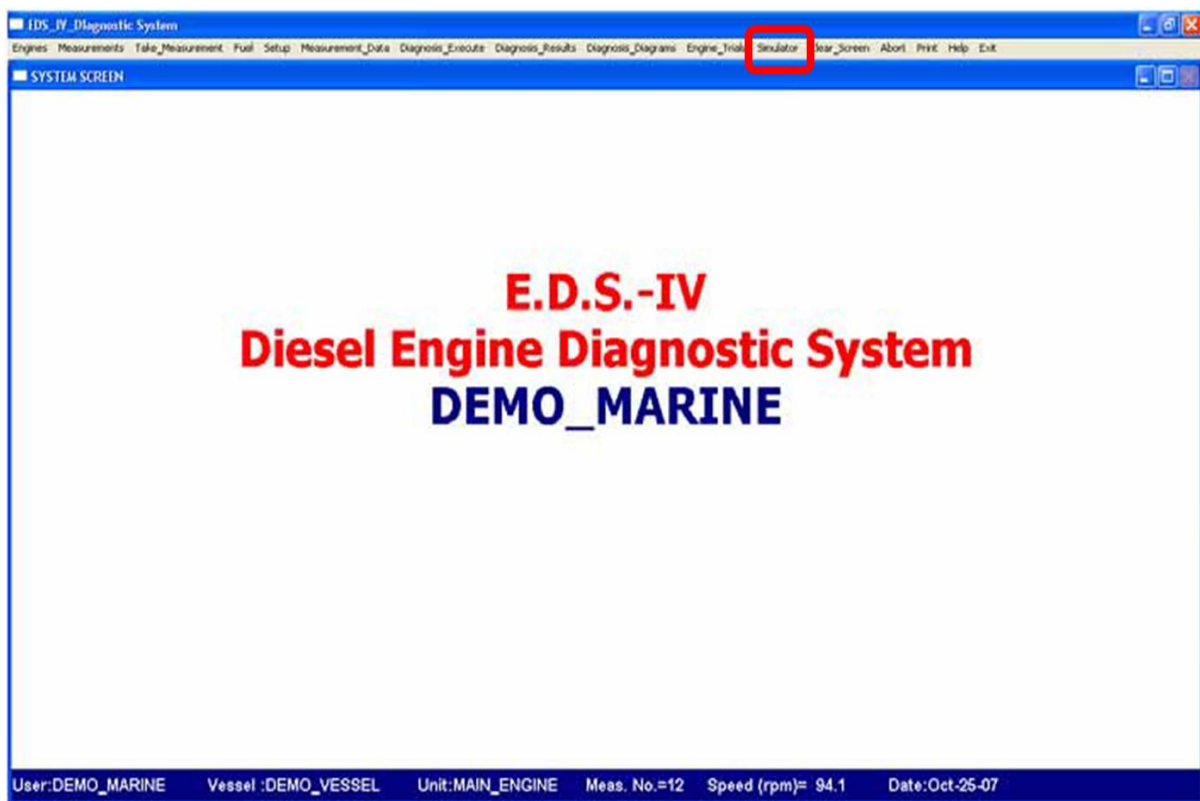 EDS_IV_Diagnostic System
Engines Measurements Take_Measurement Fuel Setup Measurement_Data Diagnosis_Execute Diagnosis_Results Diagnosis_Diagrams Engine_Trials Simulator Clear_Screen Abort Print Help Exit
SYSTEM SCREEN
E.D.S.-IV
Diesel Engine Diagnostic System
DEMO_MARINE
User:DEMO_MARINE Vessel :DEMO_VESSEL Unit:MAIN_ENGINE Meas. No.=12 Speed (rpm)= 94.1 Date:Oct-25-07